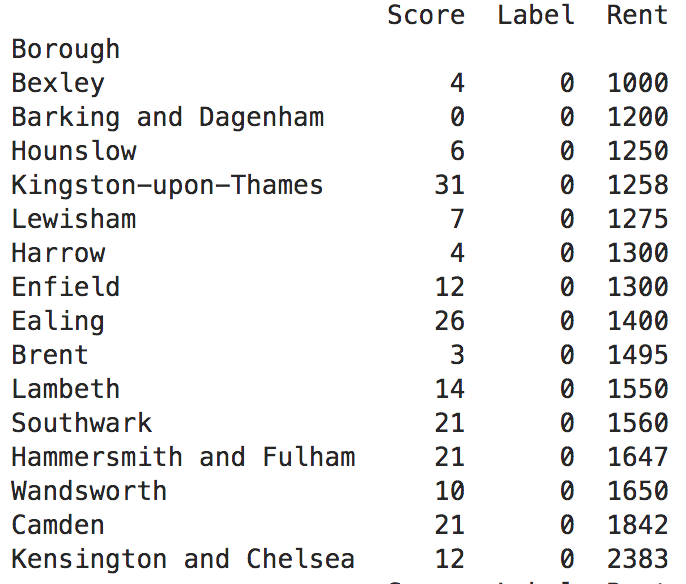 Score Label Rent
Borough
Bexley 4 0 1000
Barking and Dagenham 0 0 1200
Hounslow 6 0 1250
Kingston-upon-Thames 31 0 1258
Lewisham 7 0 1275
Harrow 4 0 1300
Enfield 12 0 1300
Ealing 26 0 1400
Brent 3 0 1495
Lambeth 14 0 1550
Southwark 21 0 1560
Hammersmith and Fulham 21 0 1647
Wandsworth 10 0 1650
Camden 21 0 1842
Kensington and Chelsea 12 0 2383